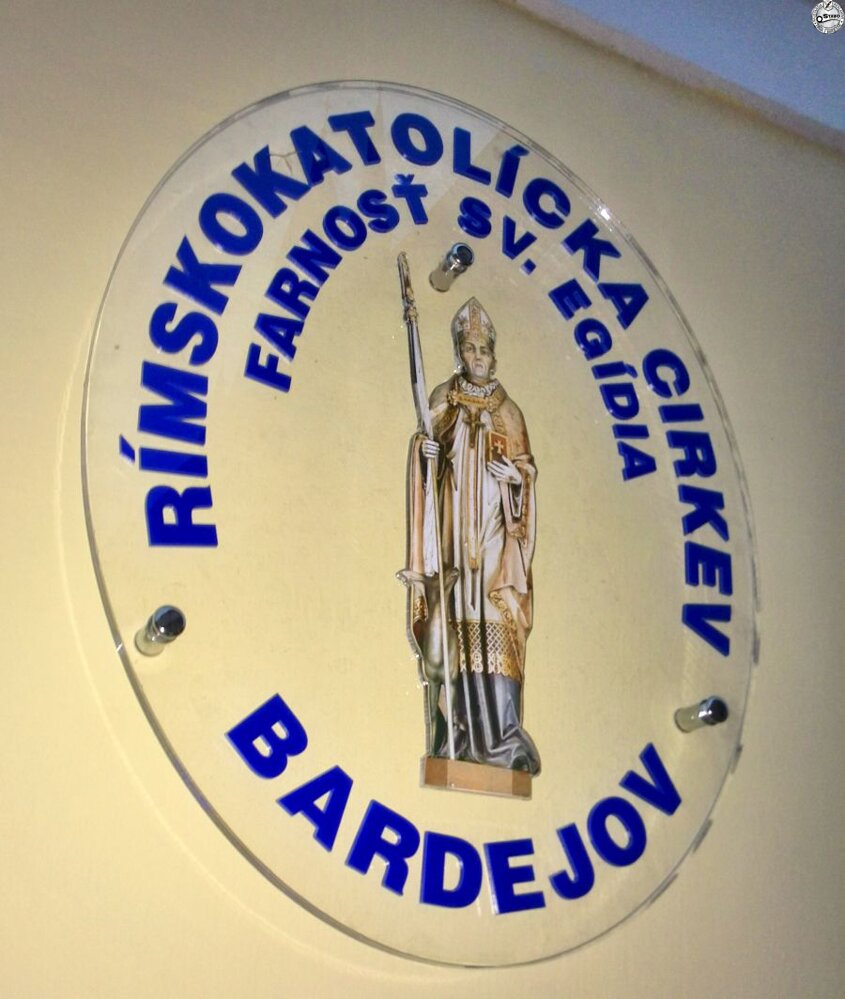 RÍMSKOKATOLÍCKA CIRKEV
FARNOSŤ SV. EGÍDIA
BARDEJOV